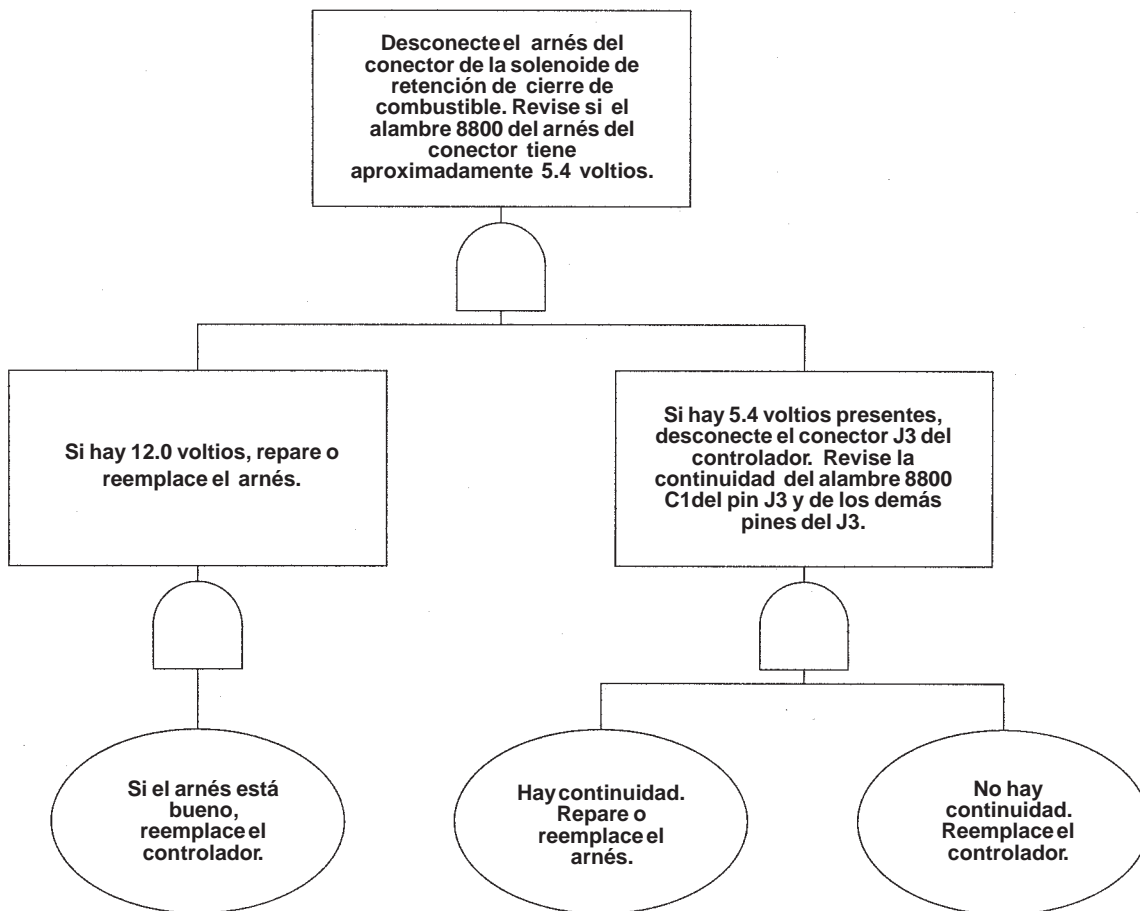 Desconecte el arnés del
conector de la solenoide de
retención de cierre de
combustible. Revise si el
alambre 8800 del arnés del
conector tiene
aproximadamente 5.4 voltios.
Si hay 12.0 voltios, repare o
reemplace el arnés.
Si hay 5.4 voltios presentes,
desconecte el conector J3 del
controlador. Revise la
continuidad del alambre 8800
C1del pin J3 y de los demás
pines del J3.
Si el arnés está
bueno,
reemplace el
controlador.
Hay continuidad.
Repare o
reemplace el
arnés.
No hay
continuidad.
Reemplace el
controlador.